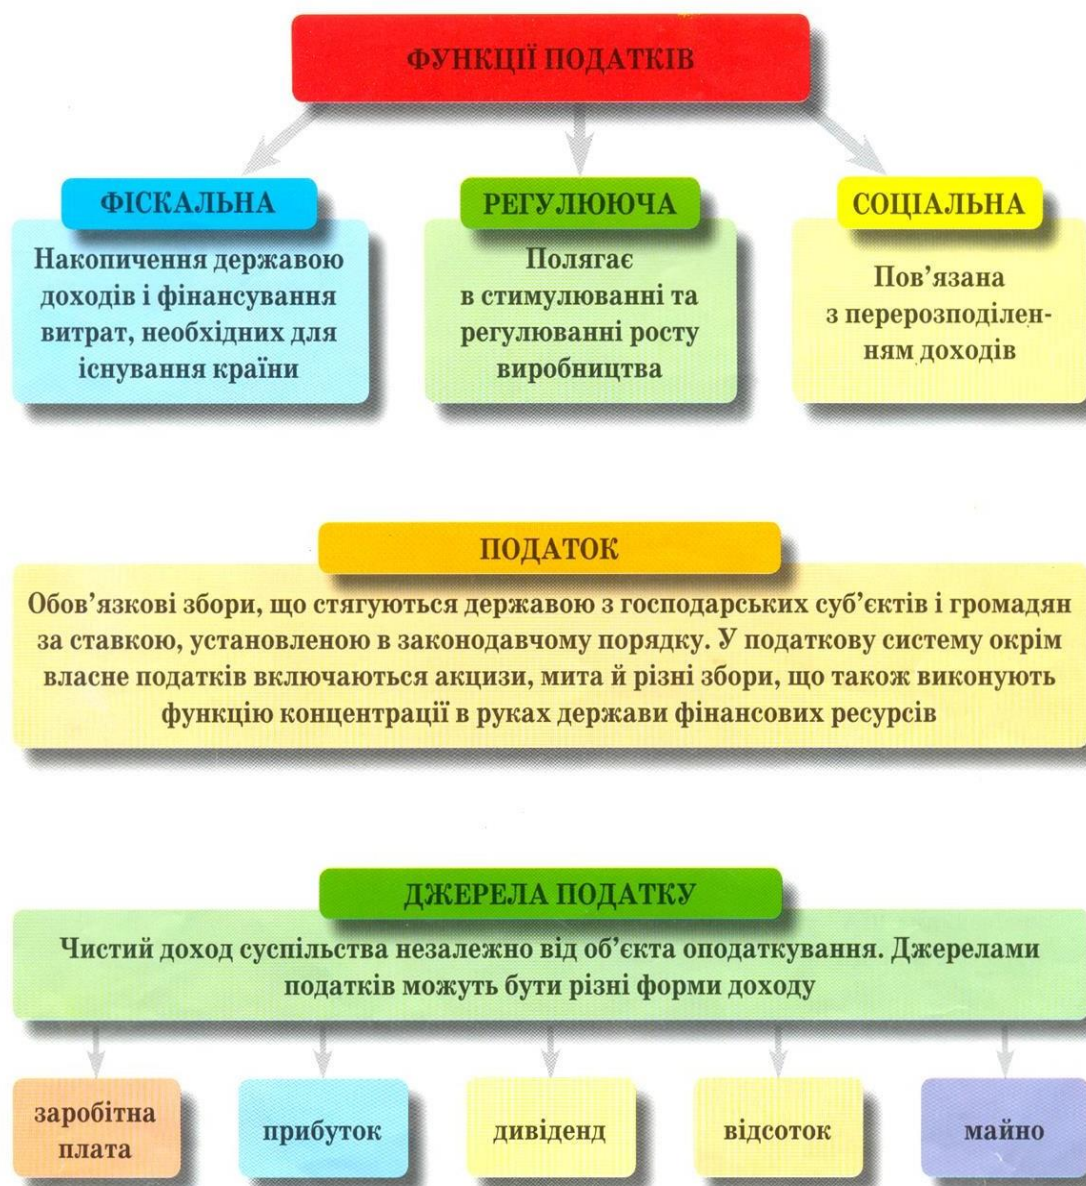 ФУНКЦІЇ ПОДАТКІВ
ФІСКАЛЬНА
Накопичення державою
доходів і фінансування
витрат, необхідних для
існування країни
РЕГУЛЮЮЧА
Полягає
в стимулюванні та
регулюванні росту
виробництва
СОЦІАЛЬНА
Пов’язана
з перерозподілен-
ням доходів
ПОДАТОК
Обов’язкові збори, що стягуються державою з господарських суб’єктів і громадян
за ставкою, установленою в законодавчому порядку. У податкову систему окрім
власне податків включаються акцизи, мита й різні збори, що також виконують
функцію концентрації в руках держави фінансових ресурсів
ДЖЕРЕЛА ПОДАТКУ
Чистий доход суспільства незалежно від об’єкта оподаткування. Джерелами
податків можуть бути різні форми доходу
заробітна
плата
прибуток
дивіденд
відсоток
майно